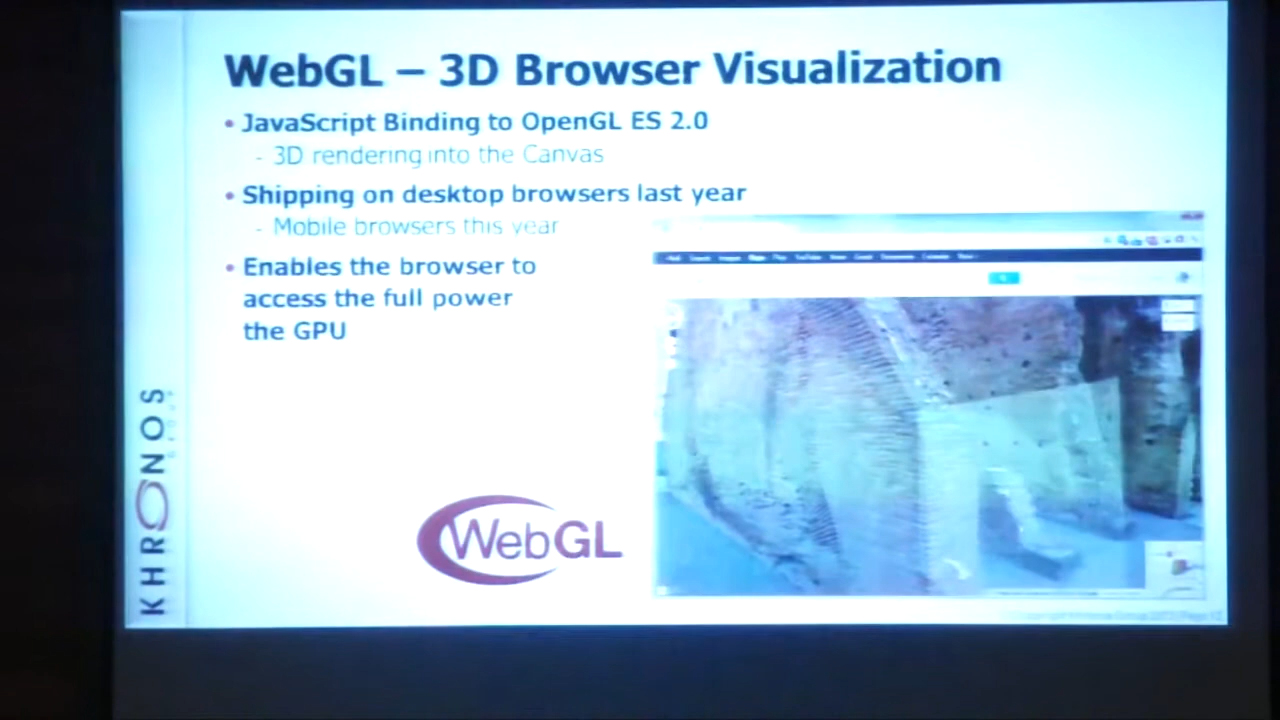 WebGL – 3D Browser Visualization
• JavaScript Binding to OpenGL ES 2.0
- 3D rendering into the Canvas
• Shipping on desktop browsers last year
- Mobile browsers this year
• Enables the browser to
access the full power
the GPU
WebGL
KHRONOS
GROUP